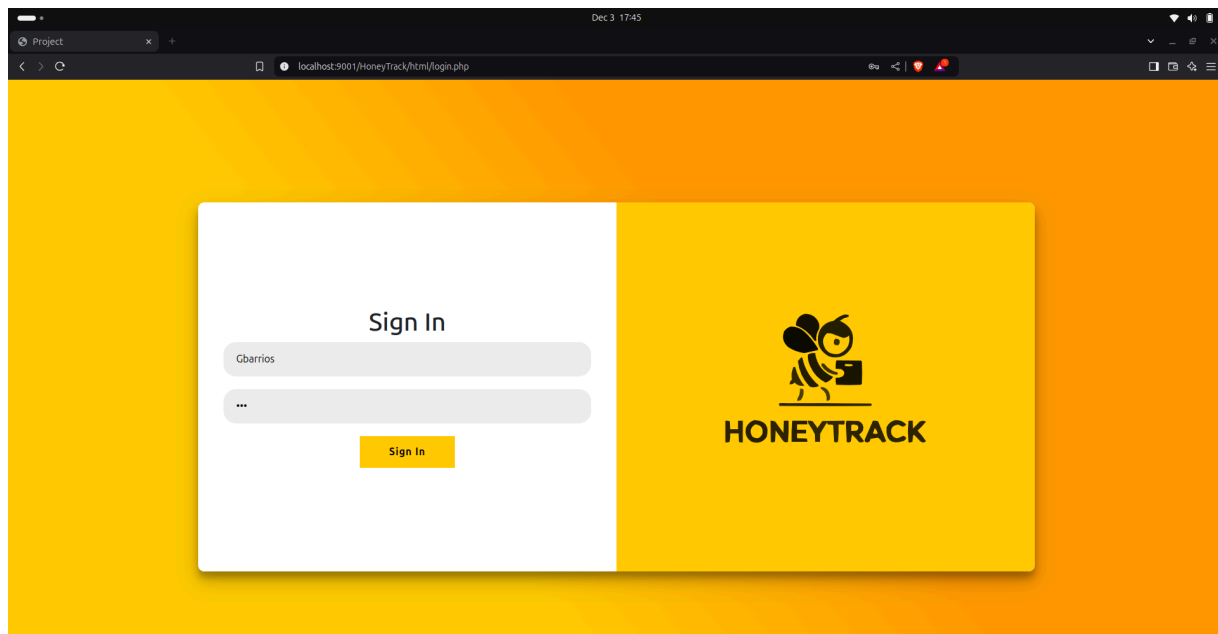 Dec 3 17:45
Project
localhost:9001/HoneyTrack/html/login.php
Sign In
Gbarrios
•••
Sign In
HONEYTRACK